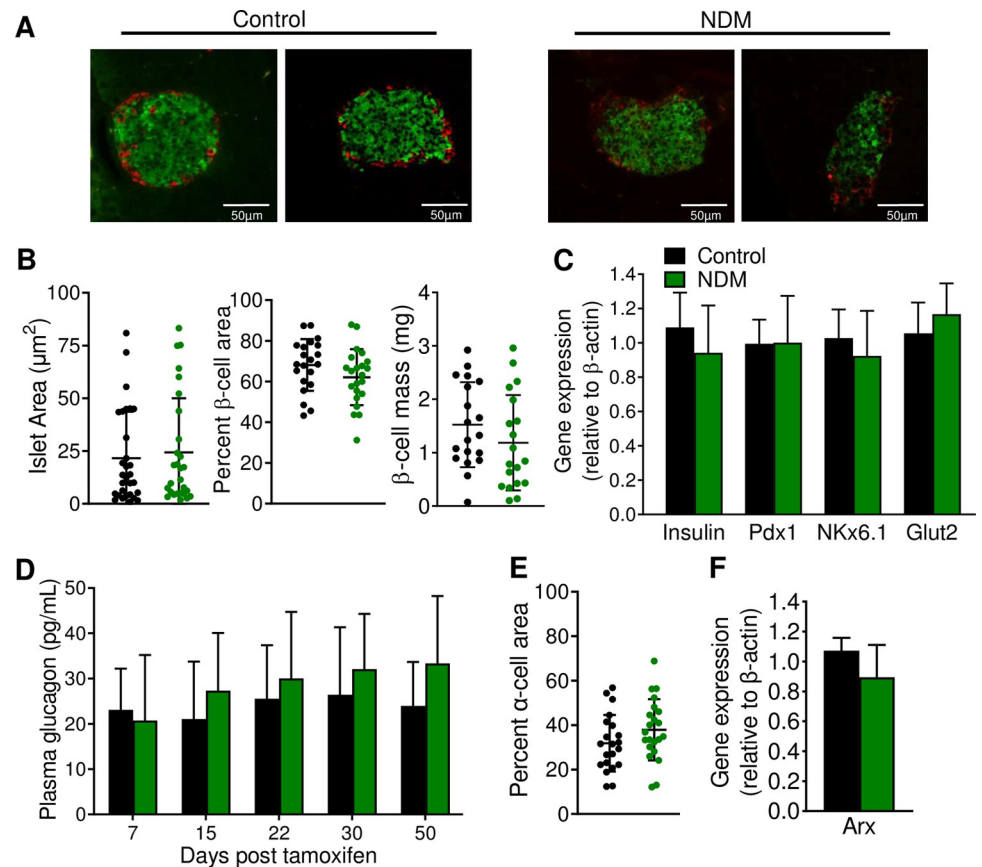 A
Control
NDM
50µm
50µm
50µm
50µm
B
Islet Area (µm²)
100
75
50
25
0
Percent β-cell area
100
80
60
40
20
0
β-cell mass (mg)
4
3
2
1
0
C
Control
NDM
Gene expression
(relative to β-actin)
1.4
1.2
1.0
0.8
0.6
0.4
0.2
0.0
Insulin Pdx1 NKx6.1 Glut2
D
Plasma glucagon (pg/mL)
50
40
30
20
10
0
7 15 22 30 50
Days post tamoxifen
E
Percent α-cell area
100
80
60
40
20
0
F
Gene expression
(relative to β-actin)
1.4
1.2
1.0
0.8
0.6
0.4
0.2
0.0
Arx